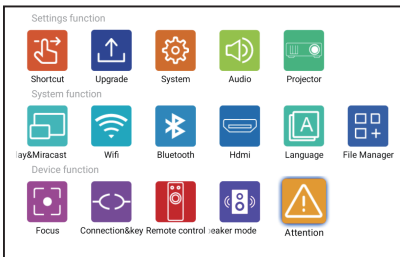 Settings function
Shortcut Upgrade System Audio Projector
System function
lay&Miracast Wifi Bluetooth Hdmi Language File Manager
A
Device function
Focus Connection&key Remote control eaker mode Attention